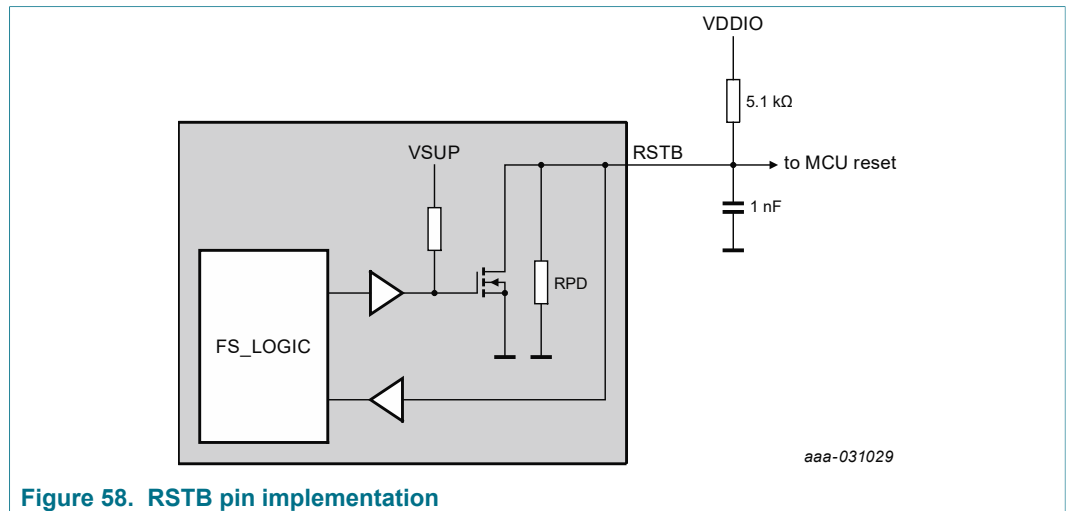 VDDIO
5.1 kΩ
VSUP
RSTB
to MCU reset
1 nF
RPD
FS_LOGIC
aaa-031029
Figure 58. RSTB pin implementation